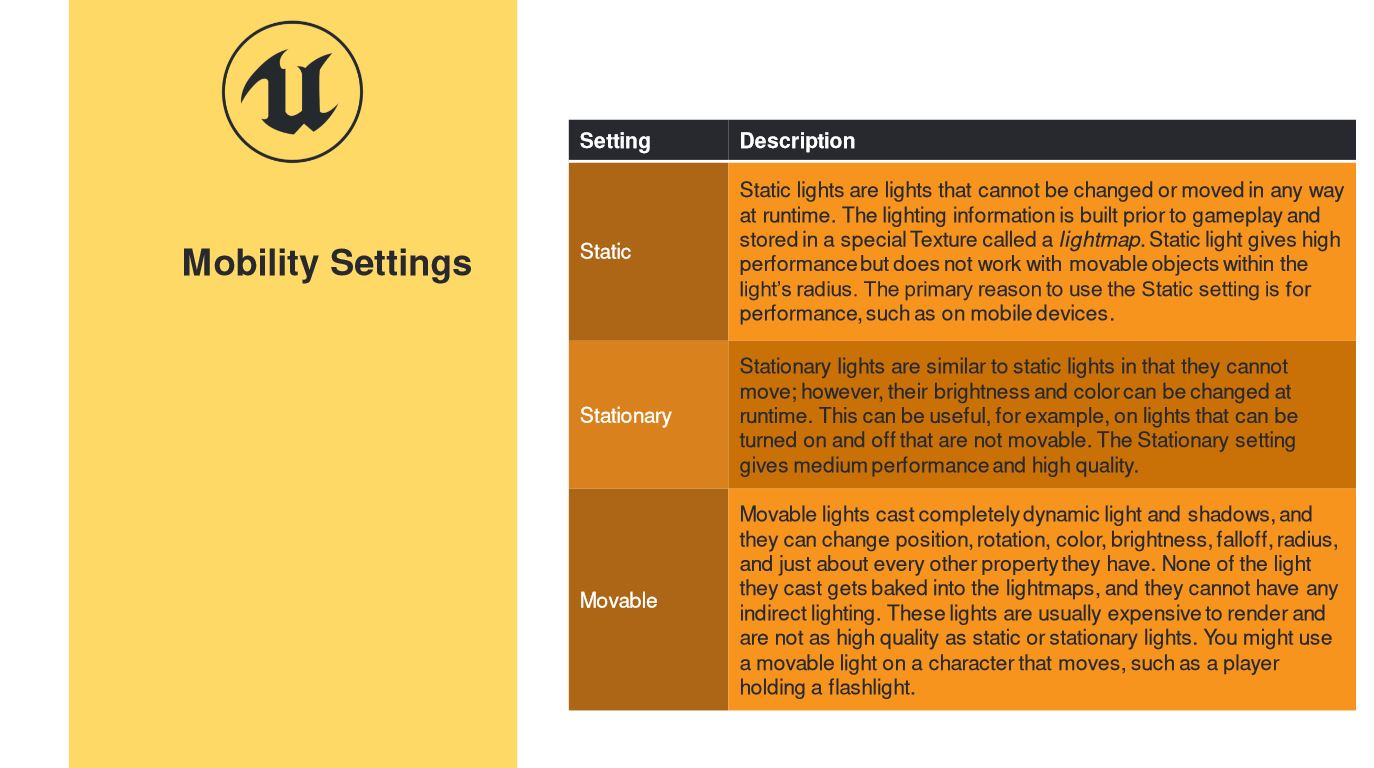 Mobility Settings
Setting Description
Static
Static lights are lights that cannot be changed or moved in any way
at runtime. The lighting information is built prior to gameplay and
stored in a special Texture called a lightmap. Static light gives high
performance but does not work with movable objects within the
light's radius. The primary reason to use the Static setting is for
performance, such as on mobile devices.
Stationary
Stationary lights are similar to static lights in that they cannot
move; however, their brightness and color can be changed at
runtime. This can be useful, for example, on lights that can be
turned on and off that are not movable. The Stationary setting
gives medium performance and high quality.
Movable
Movable lights cast completely dynamic light and shadows, and
they can change position, rotation, color, brightness, falloff, radius,
and just about every other property they have. None of the light
they cast gets baked into the lightmaps, and they cannot have any
indirect lighting. These lights are usually expensive to render and
are not as high quality as static or stationary lights. You might use
a movable light on a character that moves, such as a player
holding a flashlight.